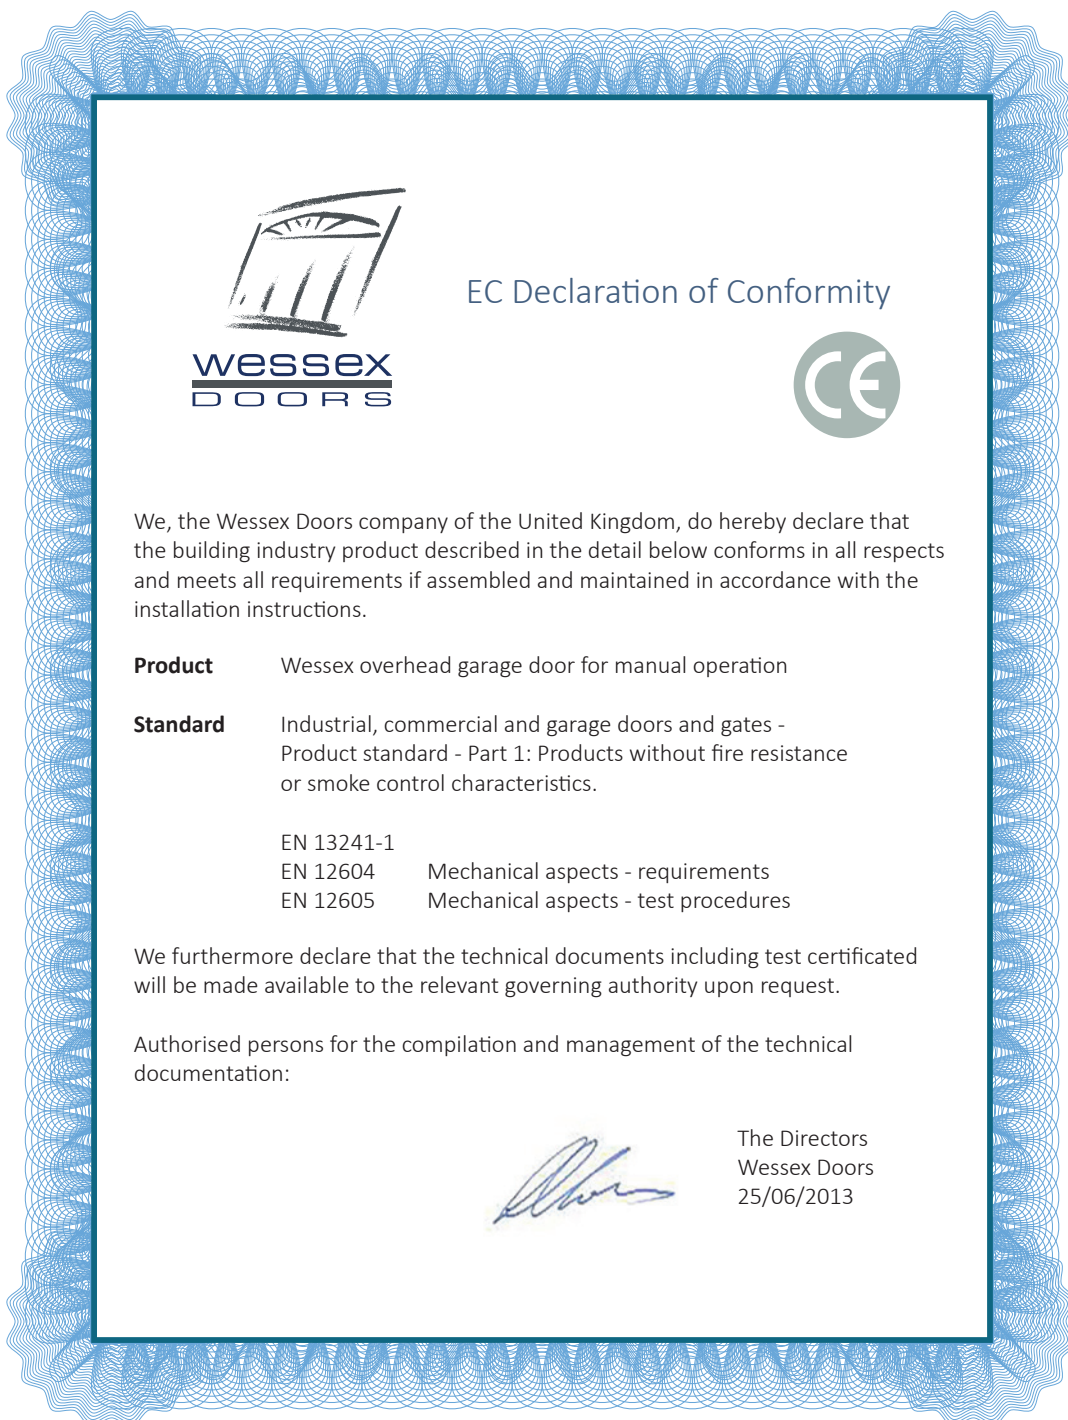 wessex
DOORS
EC Declaration of Conformity
CE
We, the Wessex Doors company of the United Kingdom, do hereby declare that
the building industry product described in the detail below conforms in all respects
and meets all requirements if assembled and maintained in accordance with the
installation instructions.
Product Wessex overhead garage door for manual operation
Standard Industrial, commercial and garage doors and gates -
Product standard - Part 1: Products without fire resistance
or smoke control characteristics.
EN 13241-1
EN 12604 Mechanical aspects - requirements
EN 12605 Mechanical aspects - test procedures
We furthermore declare that the technical documents including test certificated
will be made available to the relevant governing authority upon request.
Authorised persons for the compilation and management of the technical
documentation:
The Directors
Wessex Doors
25/06/2013